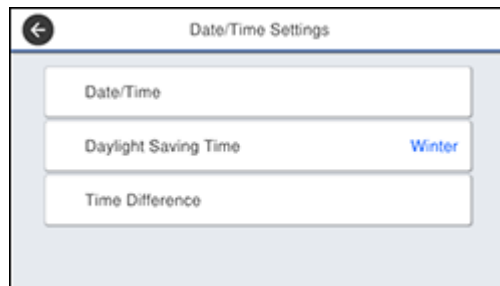 Date/Time Settings
Date/Time
Daylight Saving Time Winter
Time Difference